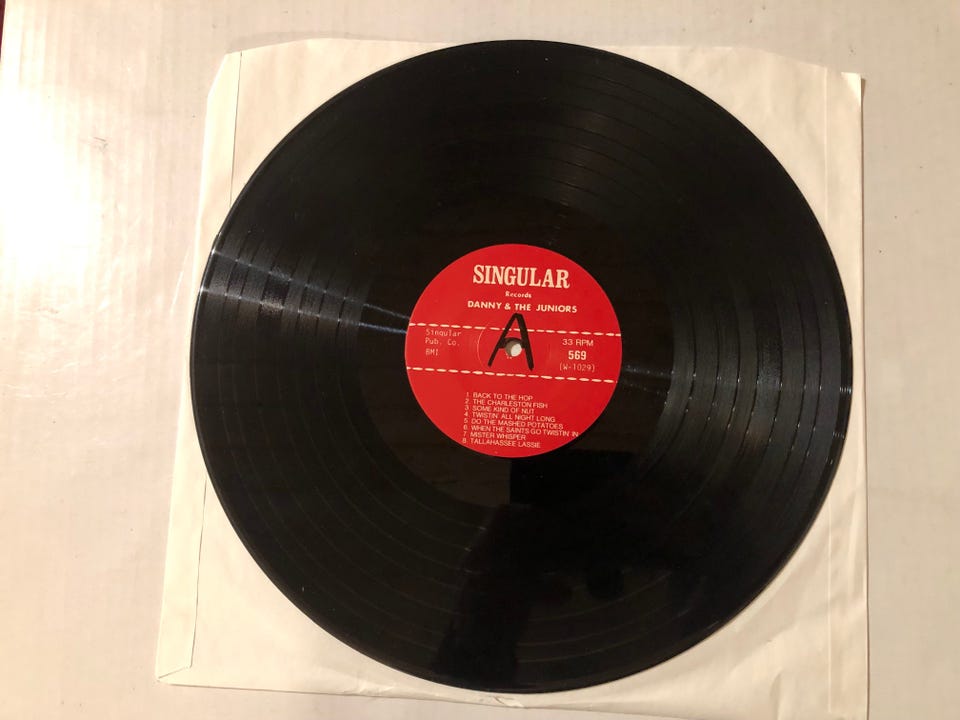 SINGULAR
Records
DANNY & THE JUNIORS
Singular
Pub. Co.
BMI
A
33 RPM
569
(W-1029)
1. BACK TO THE HOP
2. THE CHARLESTON FISH
3. SOME KIND OF NUT
4. TWISTIN' ALL NIGHT LONG
5. DO THE MASHED POTATOES
6. WHEN THE SAINTS GO TWISTIN' IN
7. MISTER WHISPER
8. TALLAHASSEE LASSIE